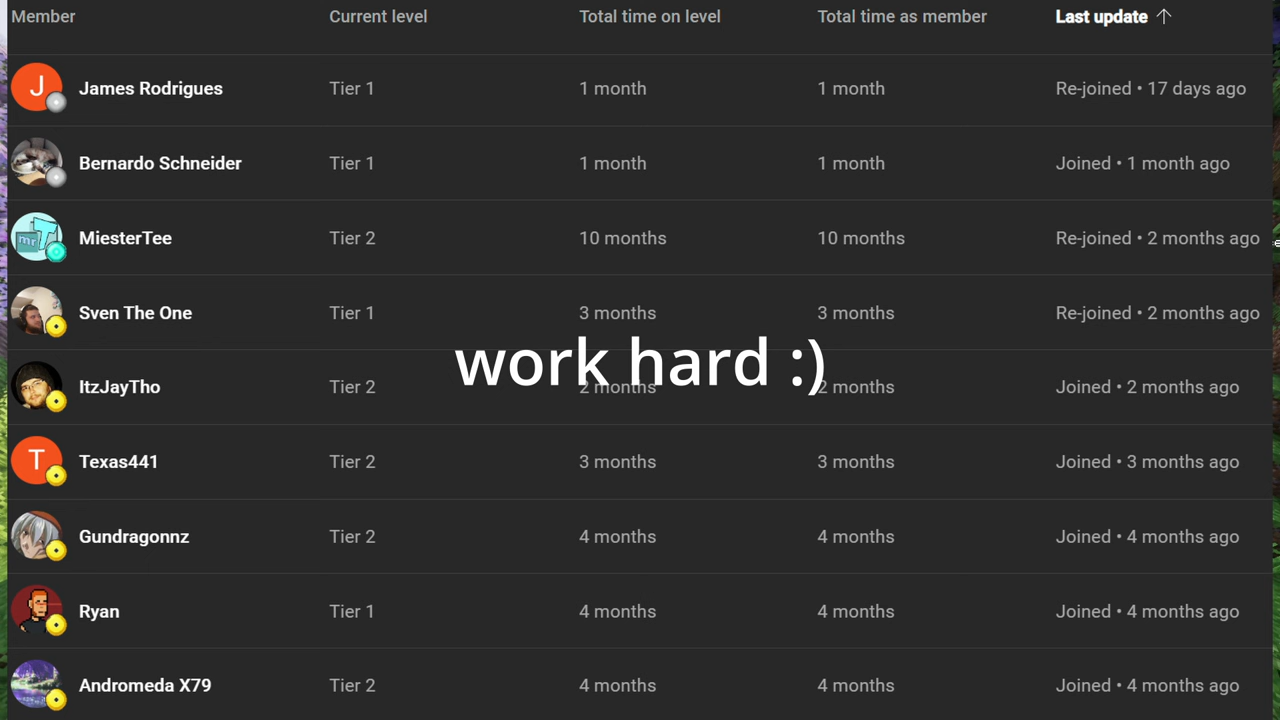 Member Current level Total time on level Total time as member Last update ↑
J James Rodrigues Tier 1 1 month 1 month Re-joined • 17 days ago
Bernardo Schneider Tier 1 1 month 1 month Joined • 1 month ago
mr T MiesterTee Tier 2 10 months 10 months Re-joined • 2 months ago
Sven The One Tier 1 3 months 3 months Re-joined • 2 months ago
work hard :)
ItzJayTho Tier 2 2 months 2 months Joined • 2 months ago
T Texas441 Tier 2 3 months 3 months Joined • 3 months ago
Gundragonnz Tier 2 4 months 4 months Joined • 4 months ago
Ryan Tier 1 4 months 4 months Joined • 4 months ago
Andromeda X79 Tier 2 4 months 4 months Joined • 4 months ago